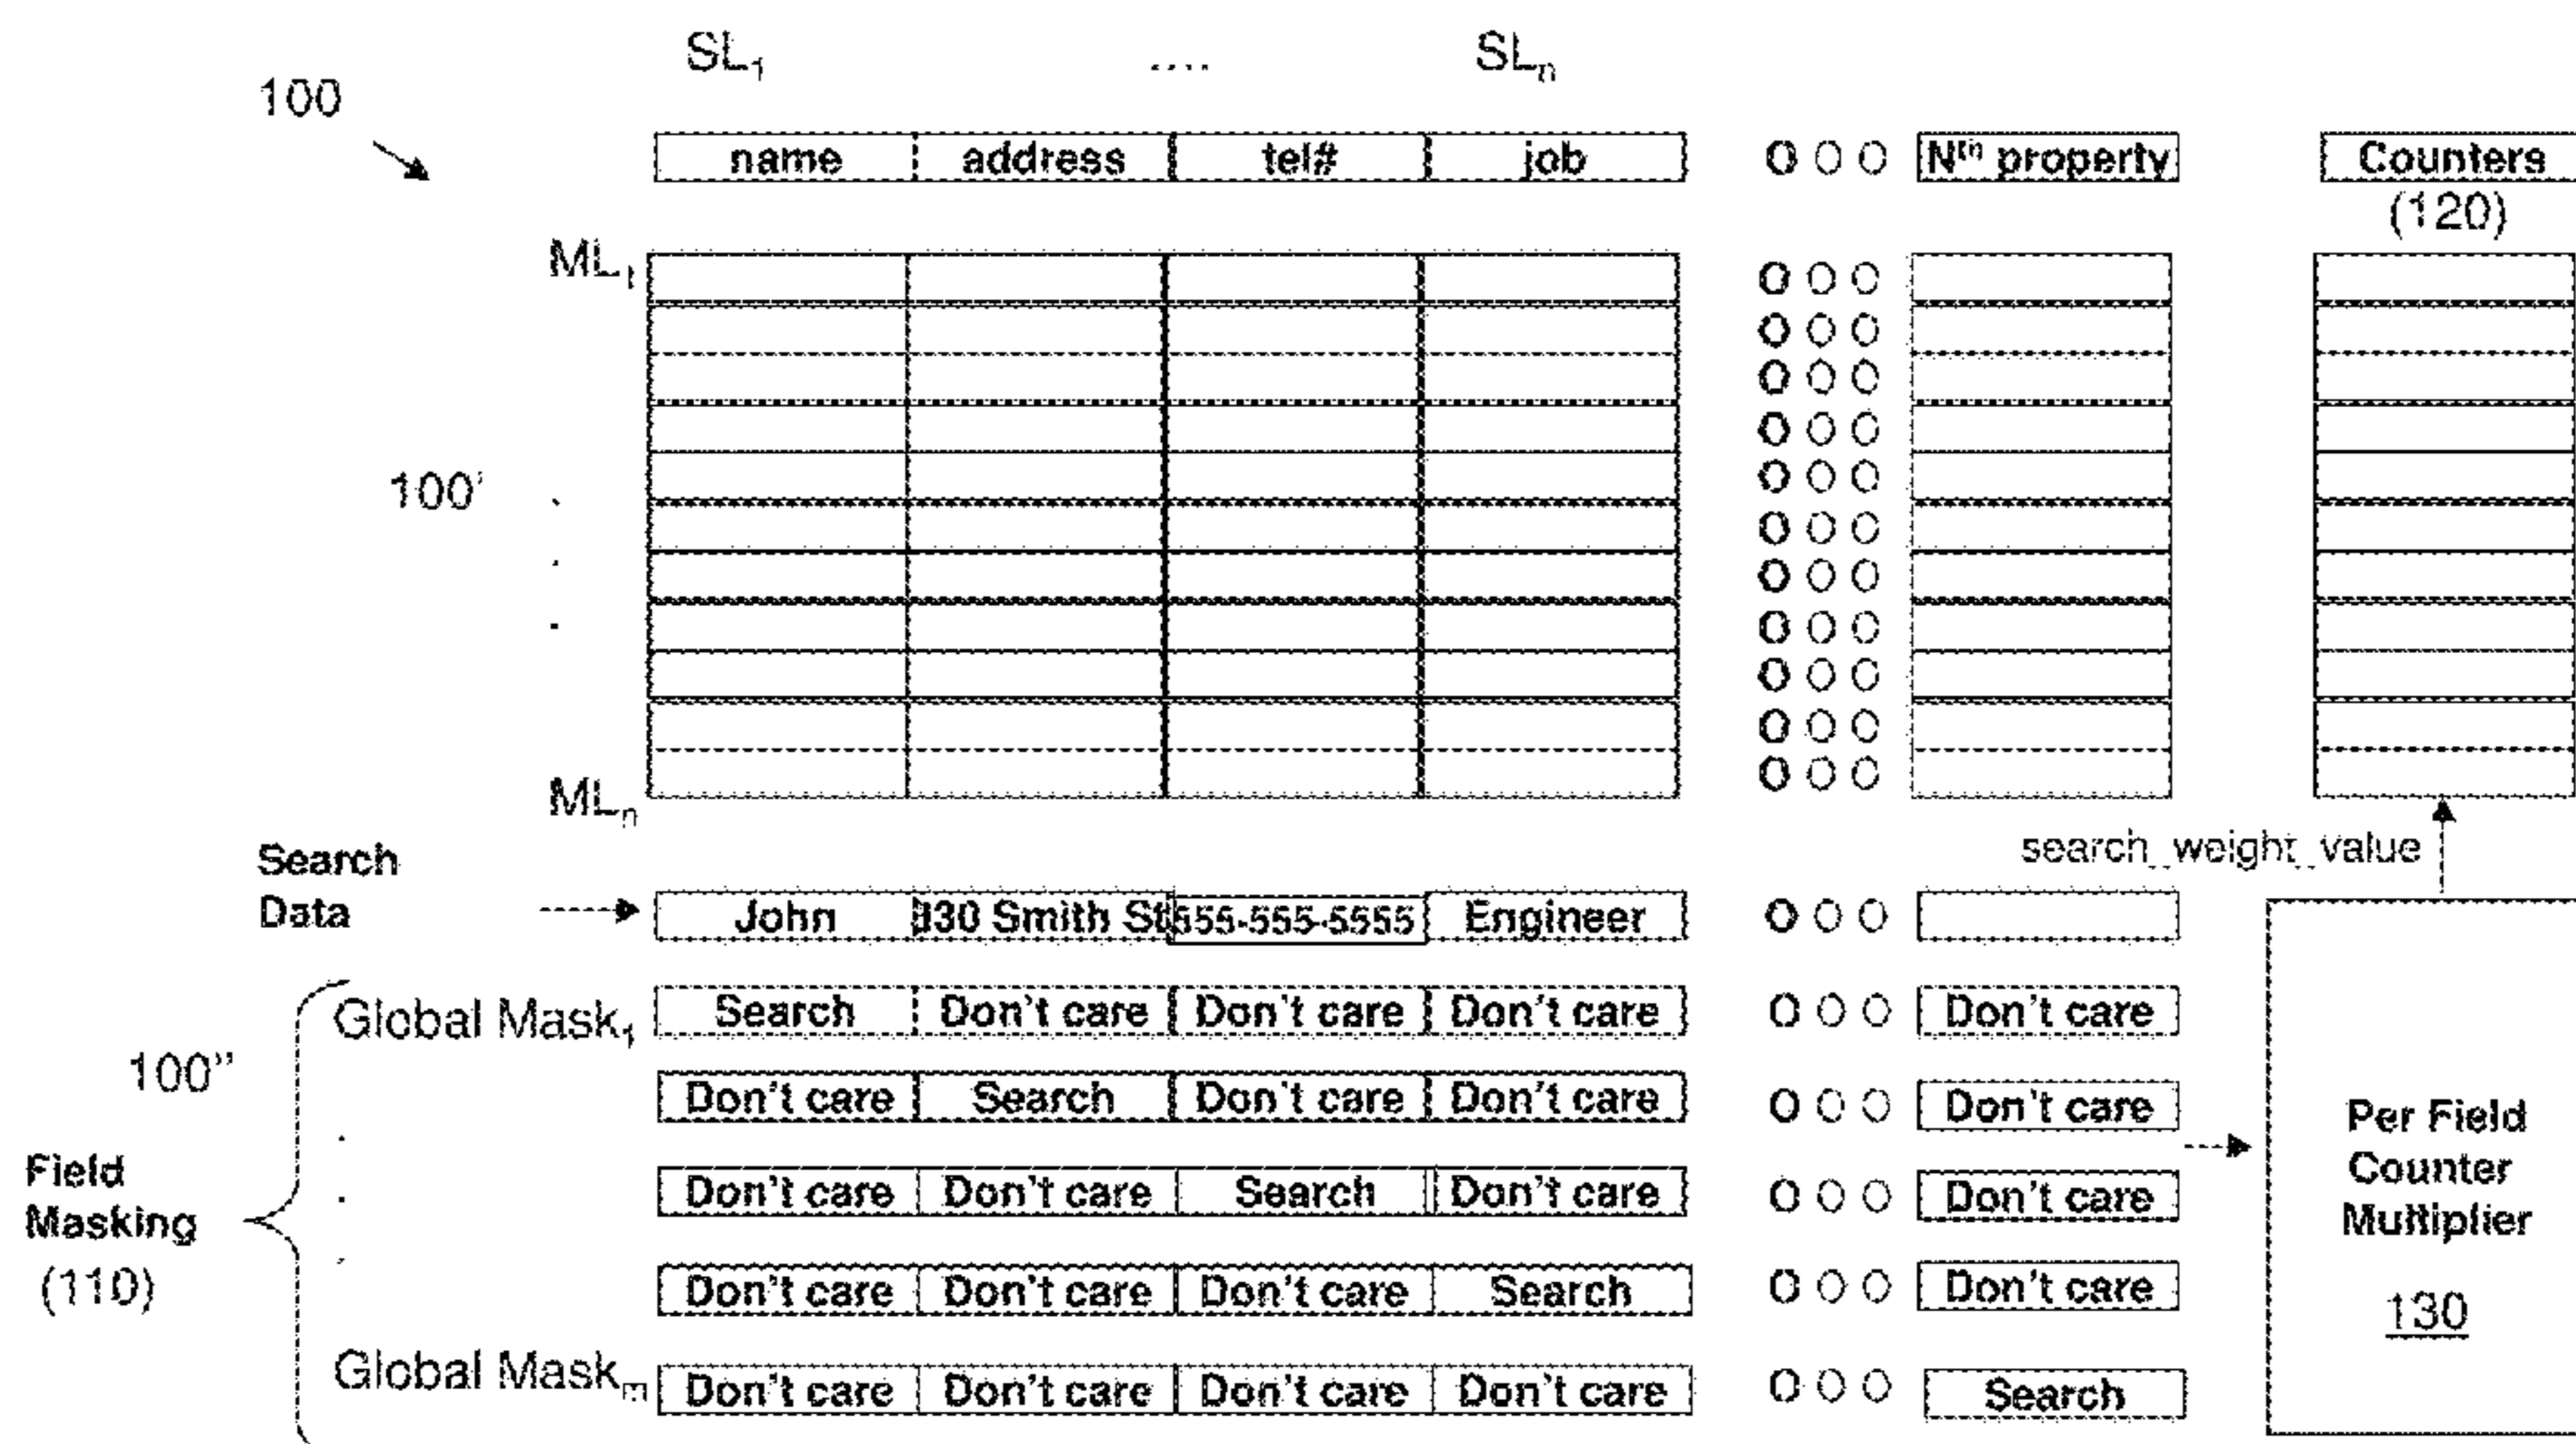 SL1 .... SLn
100
name address tel# job O O O Nth property Counters
(120)
ML1
O O O
O O O
O O O
O O O
100' O O O
O O O
O O O
O O O
O O O
O O O
O O O
MLn
search_weight_value
Search
Data John 330 Smith St 555-555-5555 Engineer O O O
Global Mask1 Search Don't care Don't care Don't care O O O Don't care
100"
Don't care Search Don't care Don't care O O O Don't care
Field
Masking
(110)
Don't care Don't care Search Don't care O O O Don't care
Don't care Don't care Don't care Search O O O Don't care
Global Maskm Don't care Don't care Don't care Don't care O O O Search
Per Field
Counter
Multiplier
130